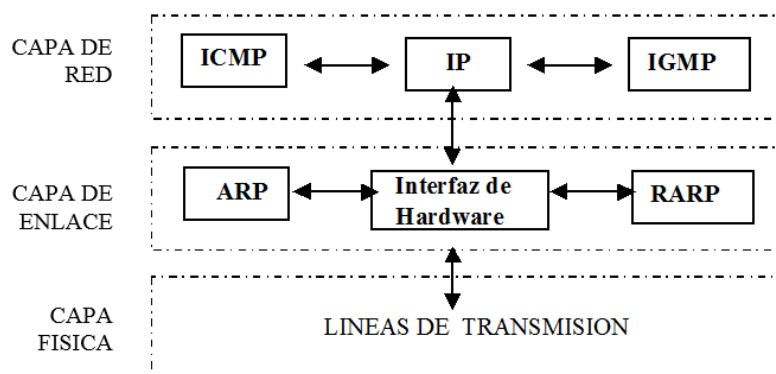 CAPA DE
RED
ICMP
IP
IGMP
CAPA DE
ENLACE
ARP
Interfaz de
Hardware
RARP
CAPA
FISICA
LINEAS DE TRANSMISION